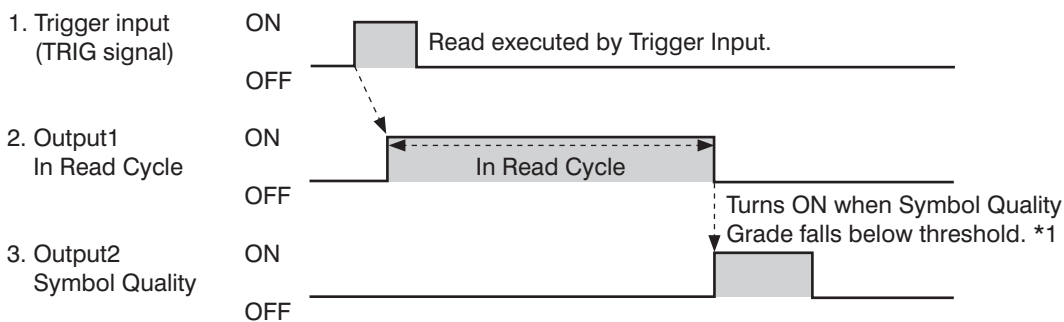 1. Trigger input
(TRIG signal)
ON
OFF
Read executed by Trigger Input.
2. Output1
In Read Cycle
ON
OFF
In Read Cycle
Turns ON when Symbol Quality
Grade falls below threshold. *1
3. Output2
Symbol Quality
ON
OFF